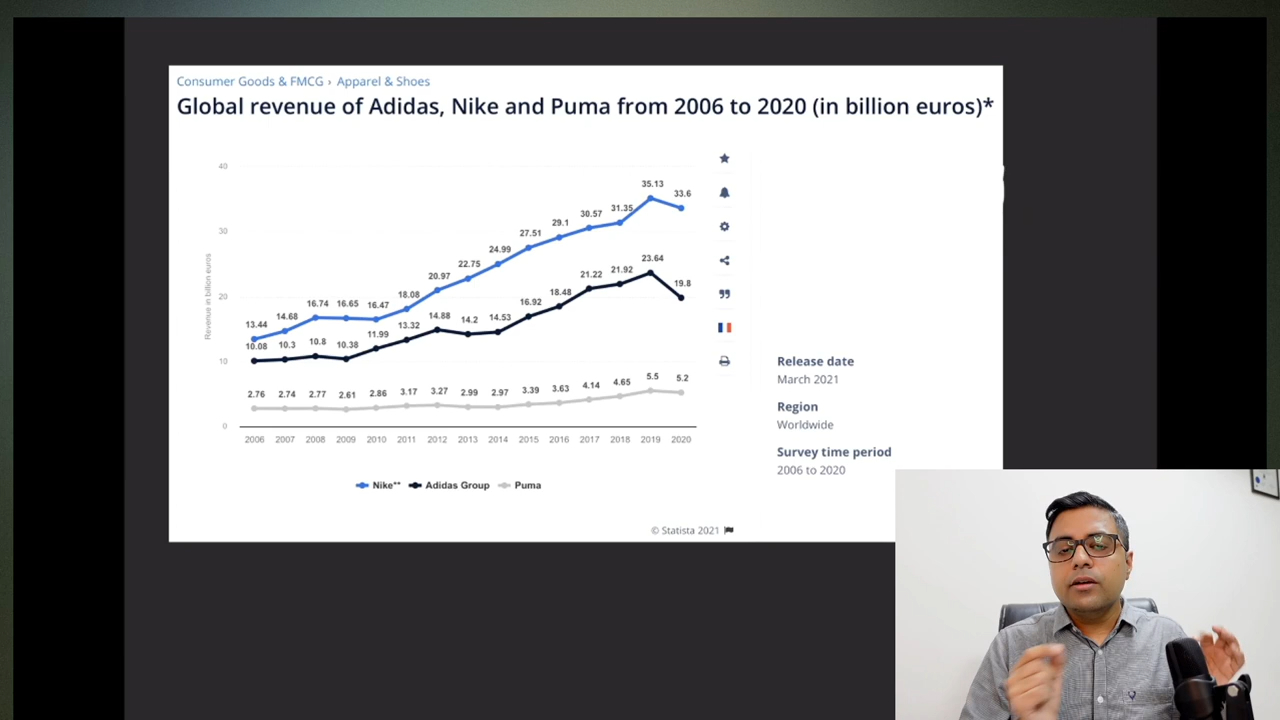 Consumer Goods & FMCG › Apparel & Shoes
Global revenue of Adidas, Nike and Puma from 2006 to 2020 (in billion euros)*
Revenue in billion euros
40
30
20
10
0
13.44 14.68 16.74 16.65 16.47 18.08 20.97 22.75 24.99 27.51 29.1 30.57 31.35 35.13 33.6
10.08 10.3 10.8 10.38 11.99 13.32 14.88 14.2 14.53 16.92 18.48 21.22 21.92 23.64 19.8
2.76 2.74 2.77 2.61 2.86 3.17 3.27 2.99 2.97 3.39 3.63 4.14 4.65 5.5 5.2
2006 2007 2008 2009 2010 2011 2012 2013 2014 2015 2016 2017 2018 2019 2020
Nike** Adidas Group Puma
© Statista 2021
Release date
March 2021
Region
Worldwide
Survey time period
2006 to 2020